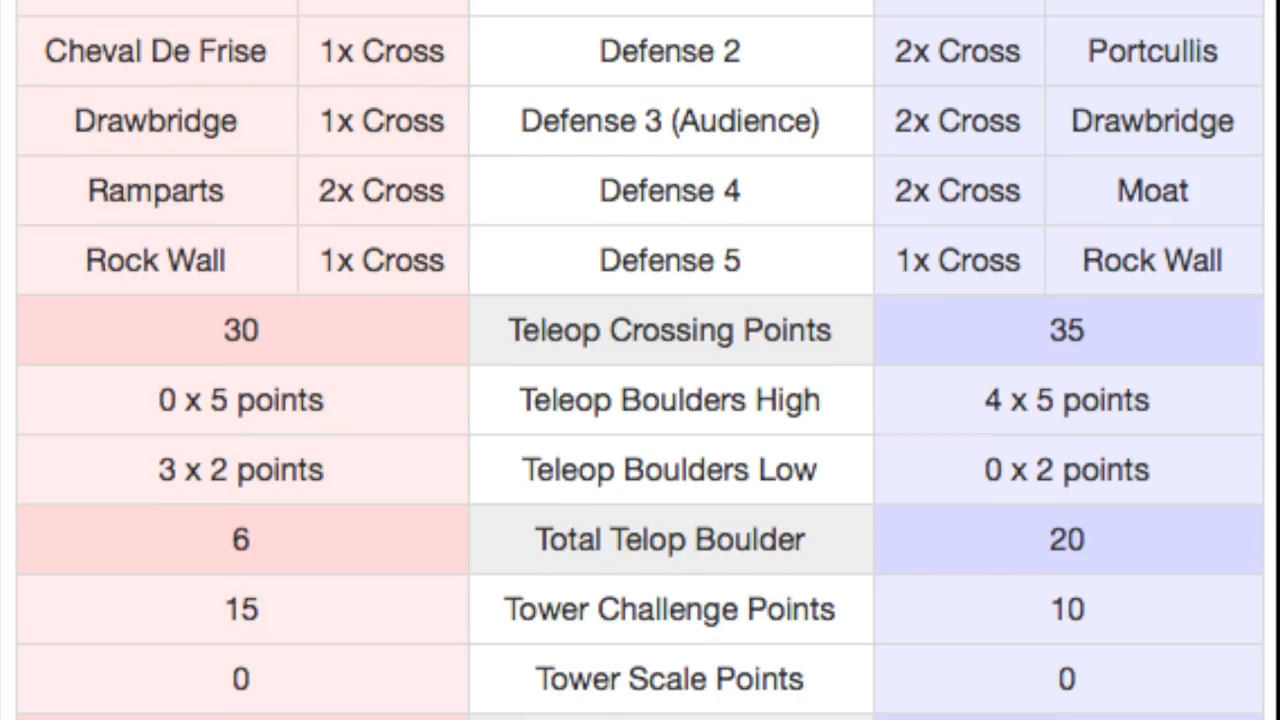 Cheval De Frise 1x Cross Defense 2 2x Cross Portcullis
Drawbridge 1x Cross Defense 3 (Audience) 2x Cross Drawbridge
Ramparts 2x Cross Defense 4 2x Cross Moat
Rock Wall 1x Cross Defense 5 1x Cross Rock Wall
30 Teleop Crossing Points 35
0 x 5 points Teleop Boulders High 4 x 5 points
3 x 2 points Teleop Boulders Low 0 x 2 points
6 Total Telop Boulder 20
15 Tower Challenge Points 10
0 Tower Scale Points 0